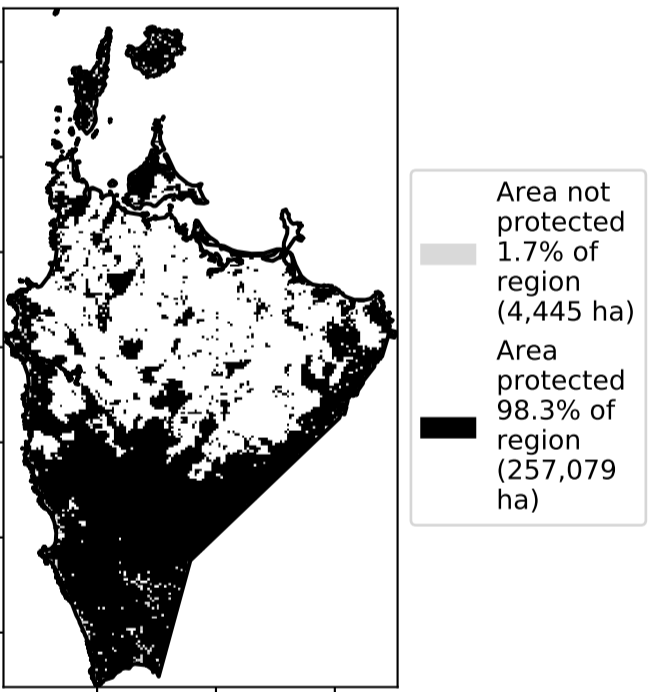 Area not
protected
1.7% of
region
(4,445 ha)
Area
protected
98.3% of
region
(257,079
ha)